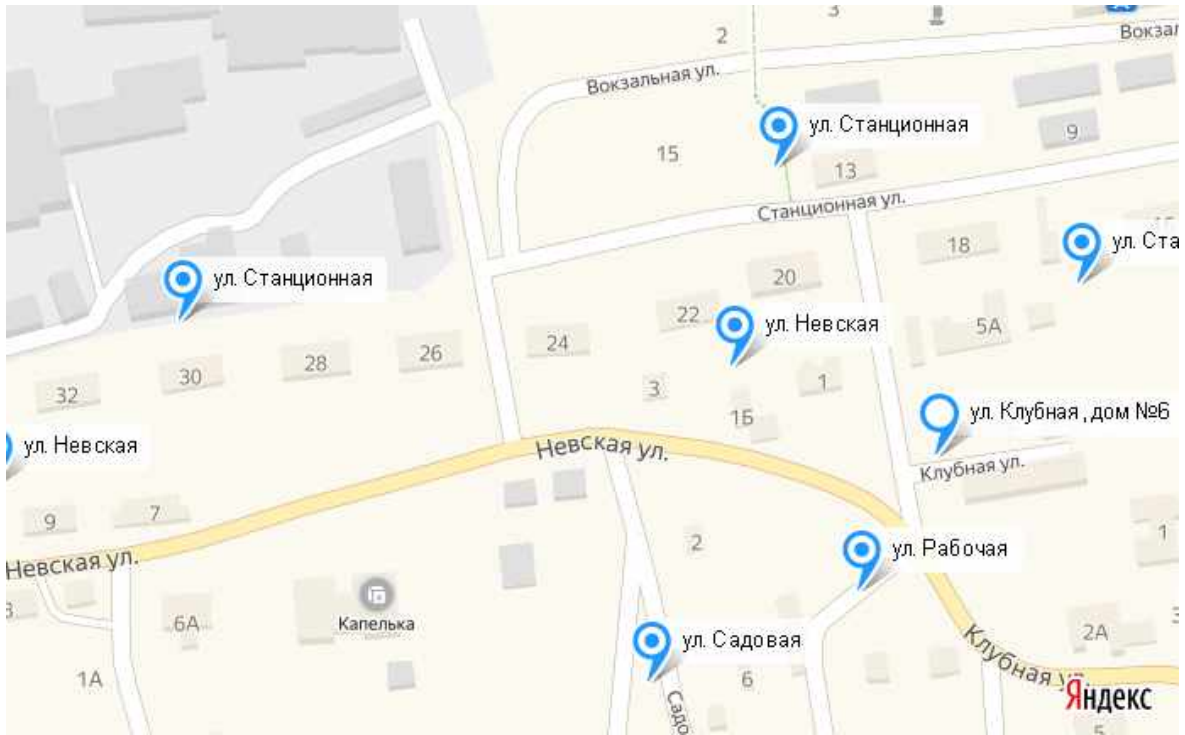 3
2
Вокзал
Вокзальная ул.
ул. Станционная
9
15
13
Станционная ул.
18
ул. Ста
ул. Станционная
20
22
ул. Невская
5А
24
26
28
30
32
3
1
1Б
ул. Клубная, дом №6
ул. Невская
Невская ул.
Клубная ул.
9
7
2
1
ул. Рабочая
Невская ул.
6А
Капелька
ул. Садовая
2А
3
Клубная ул.
1А
6
Садо
Яндекс
5